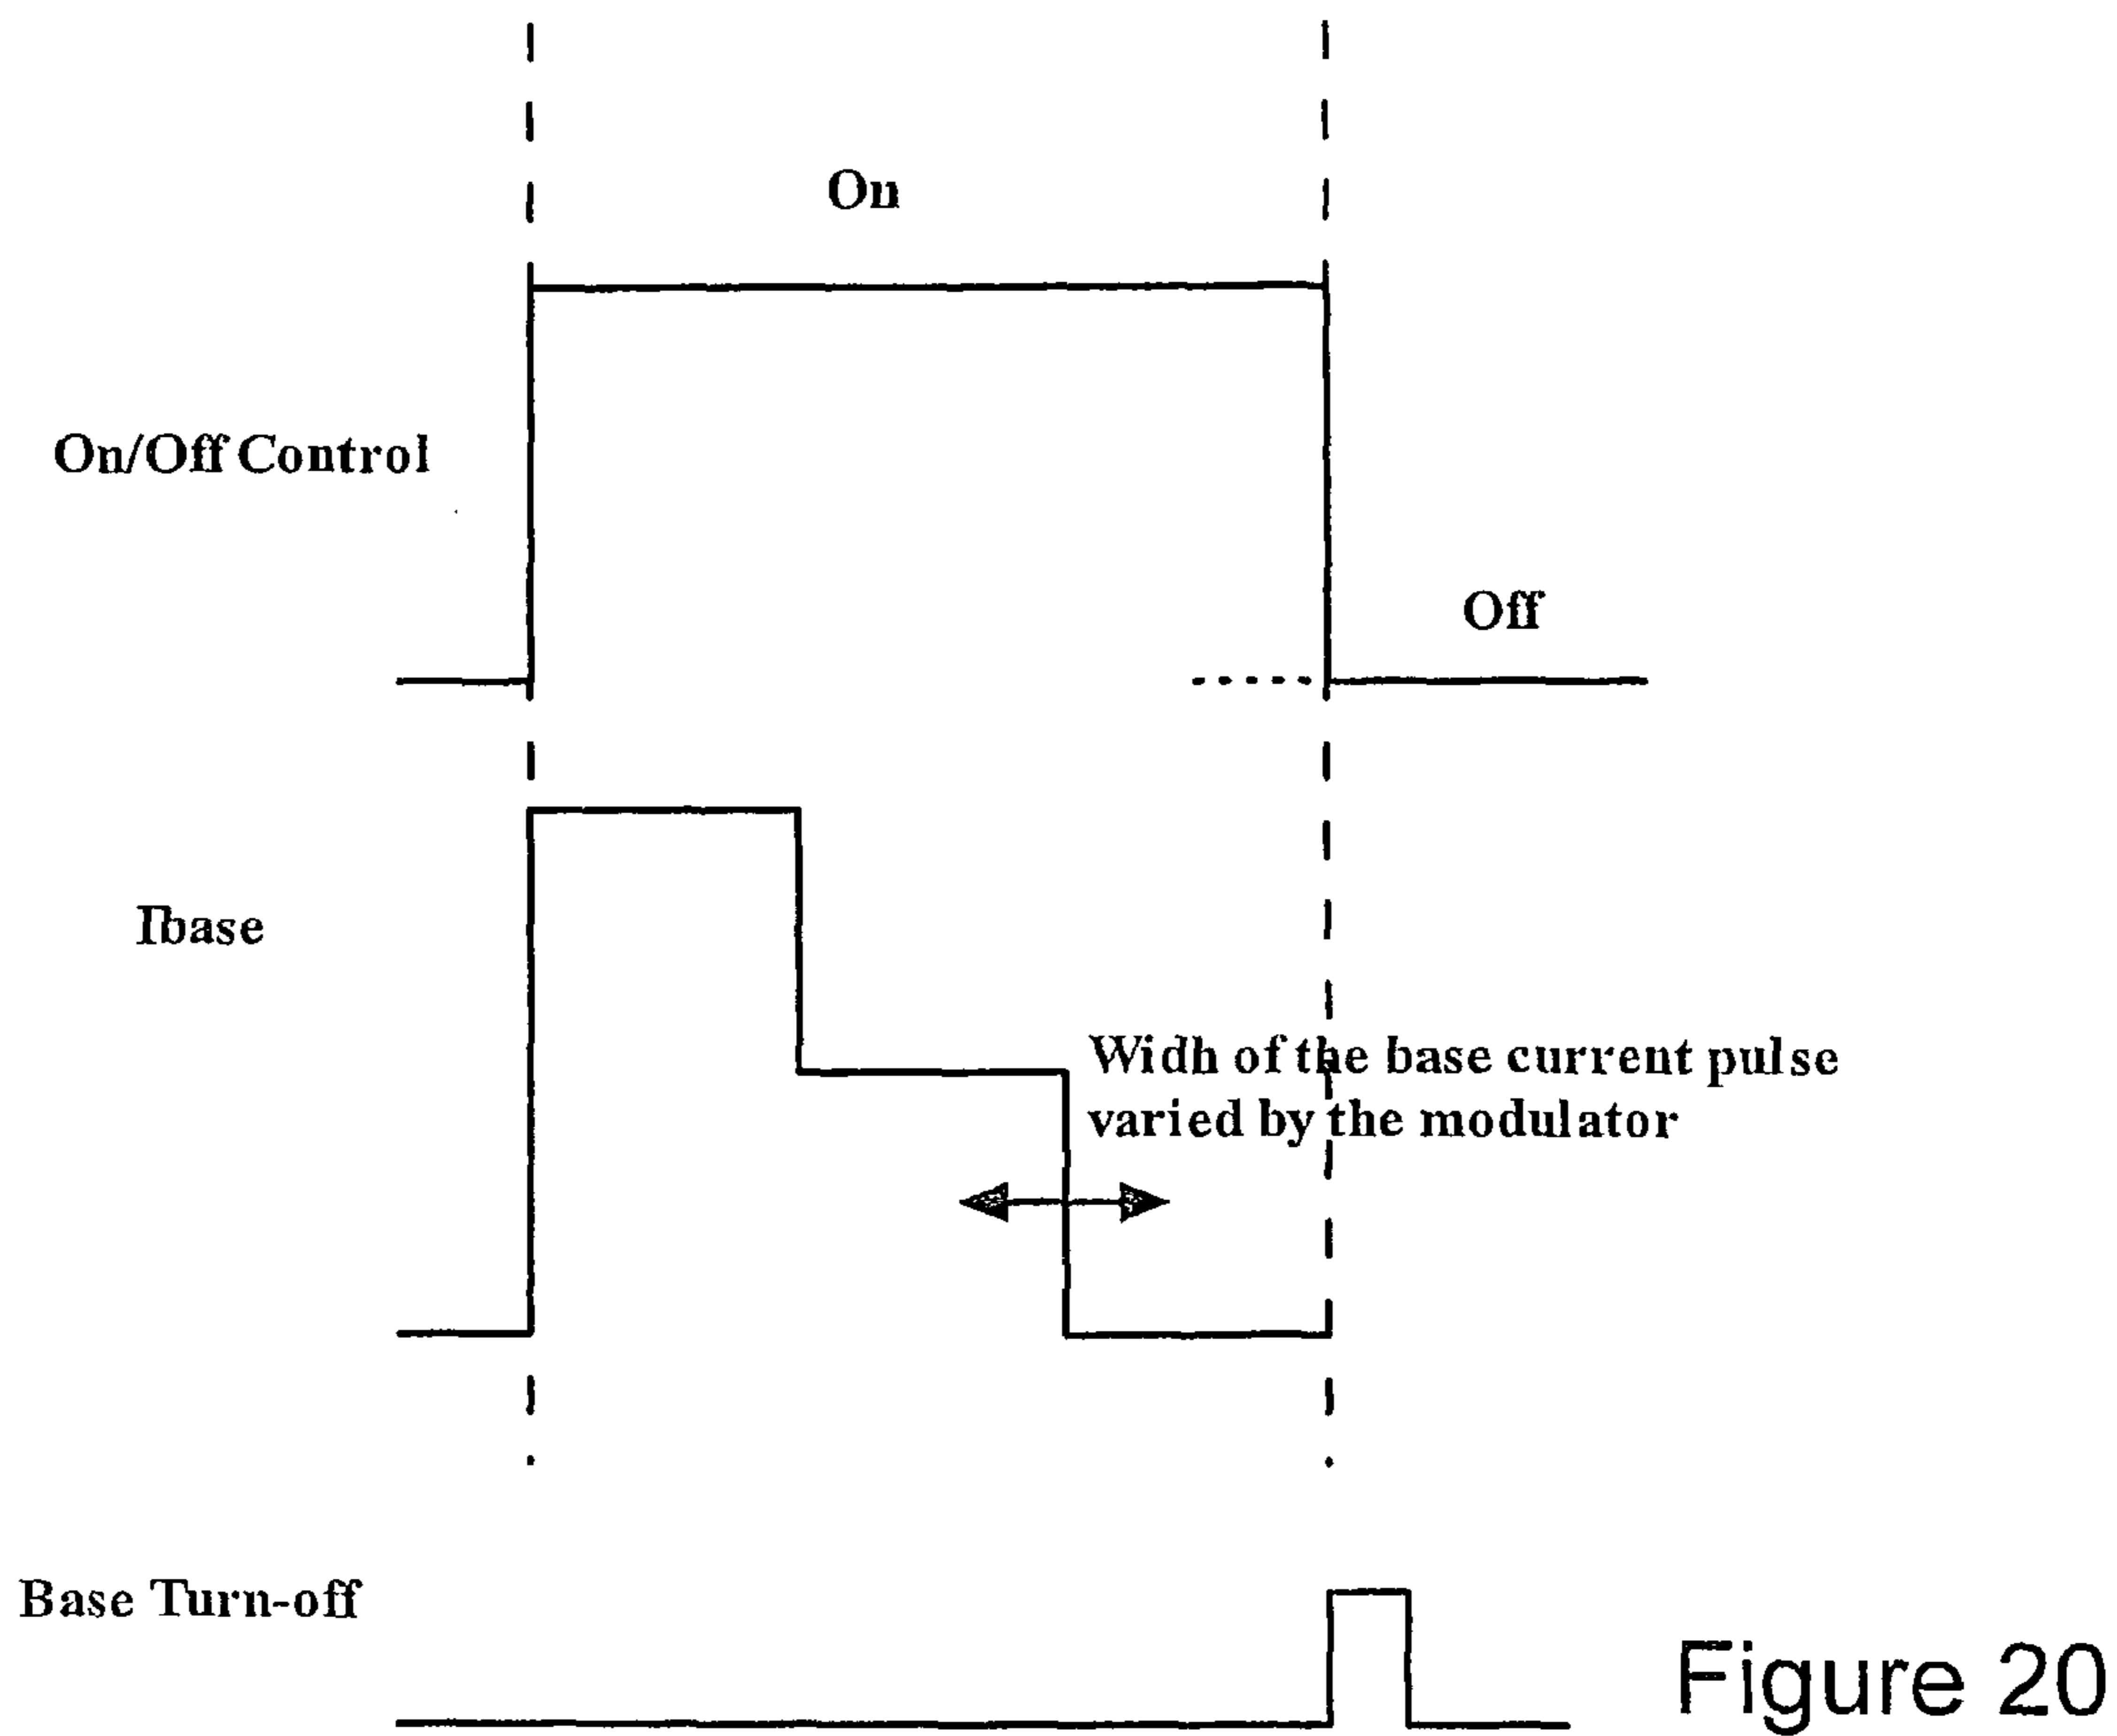 On
On/Off Control
Off
Ibase
Widh of the base current pulse
varied by the modulator
Base Turn-off
Figure 20